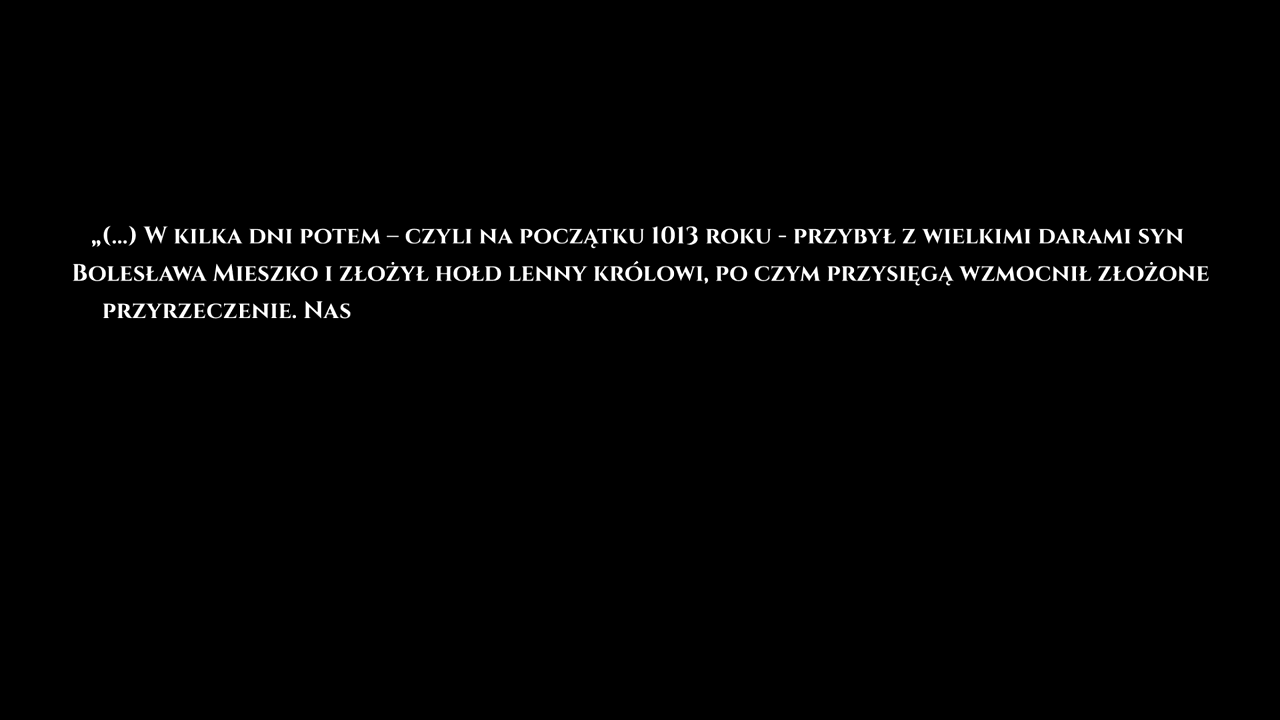 „(...) W kilka dni potem – czyli na początku 1013 roku - przybył z wielkimi darami syn
Bolesława Mieszko i złożył hołd lenny królowi, po czym przysięgą wzmocnił złożone
przyrzeczenie. Nas